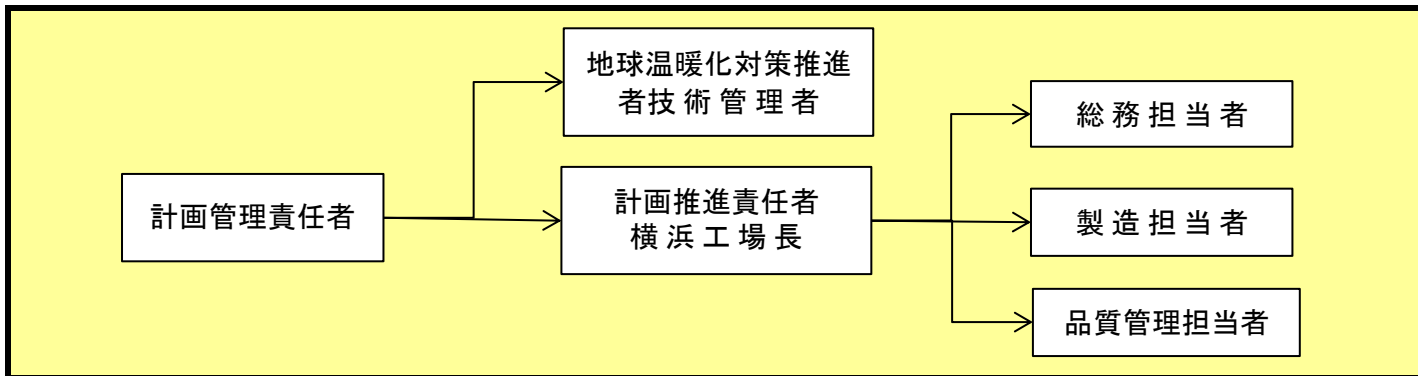 地球温暖化対策推進
者技術管理者
計画管理責任者
計画推進責任者
横浜工場長
総務担当者
製造担当者
品質管理担当者